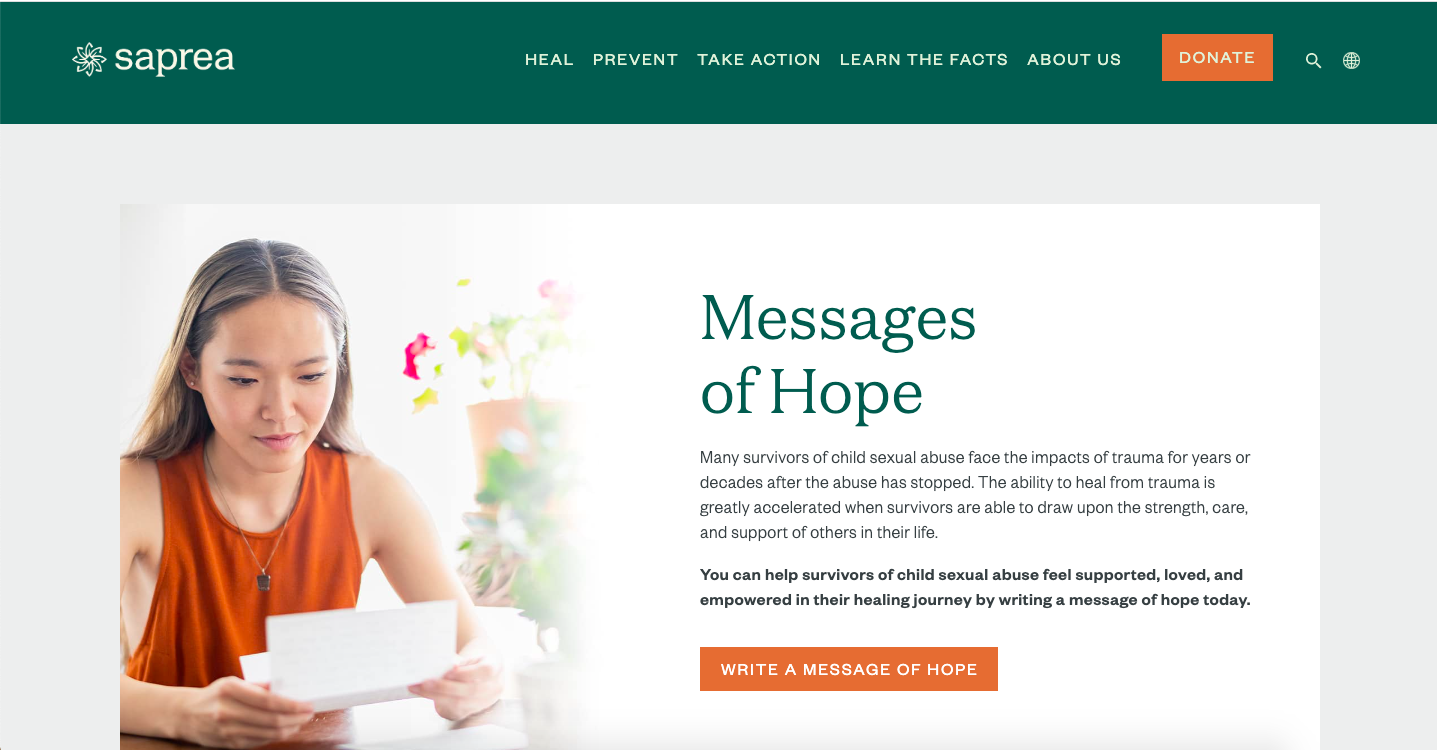 saprea
HEAL PREVENT TAKE ACTION LEARN THE FACTS ABOUT US DONATE
Messages
of Hope
Many survivors of child sexual abuse face the impacts of trauma for years or
decades after the abuse has stopped. The ability to heal from trauma is
greatly accelerated when survivors are able to draw upon the strength, care,
and support of others in their life.
You can help survivors of child sexual abuse feel supported, loved, and
empowered in their healing journey by writing a message of hope today.
WRITE A MESSAGE OF HOPE